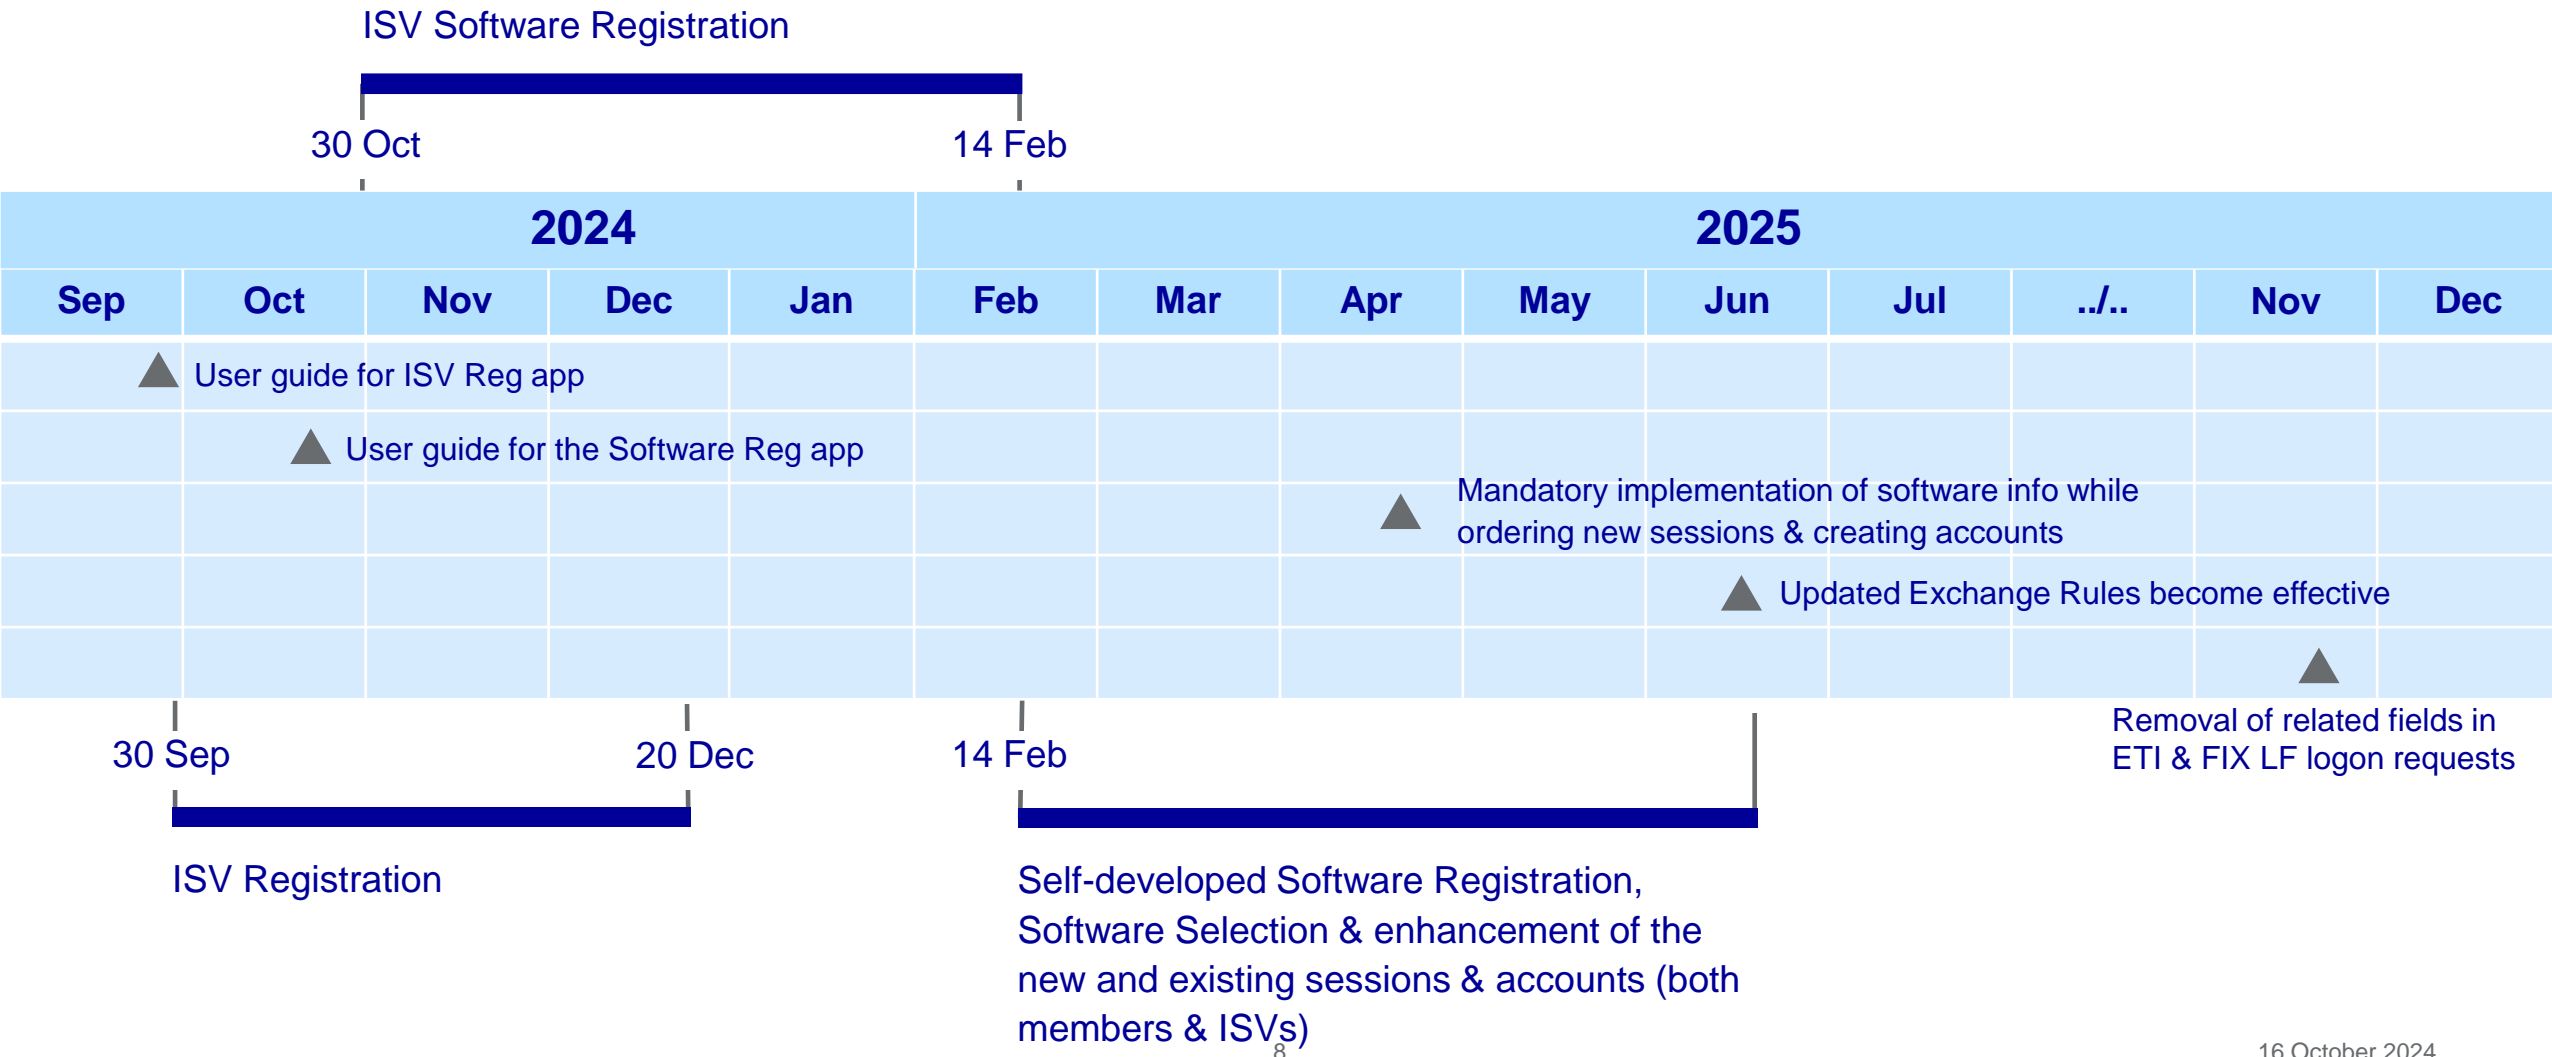 ISV Software Registration
30 Oct
14 Feb
2024
2025
Sep
Oct
Nov
Dec
Jan
Feb
Mar
Apr
May
Jun
Jul
../..
Nov
Dec
User guide for ISV Reg app
User guide for the Software Reg app
Mandatory implementation of software info while
ordering new sessions & creating accounts
Updated Exchange Rules become effective
Removal of related fields in
ETI & FIX LF logon requests
30 Sep
20 Dec
14 Feb
ISV Registration
Self-developed Software Registration,
Software Selection & enhancement of the
new and existing sessions & accounts (both
members & ISVs)
8
16 October 2024